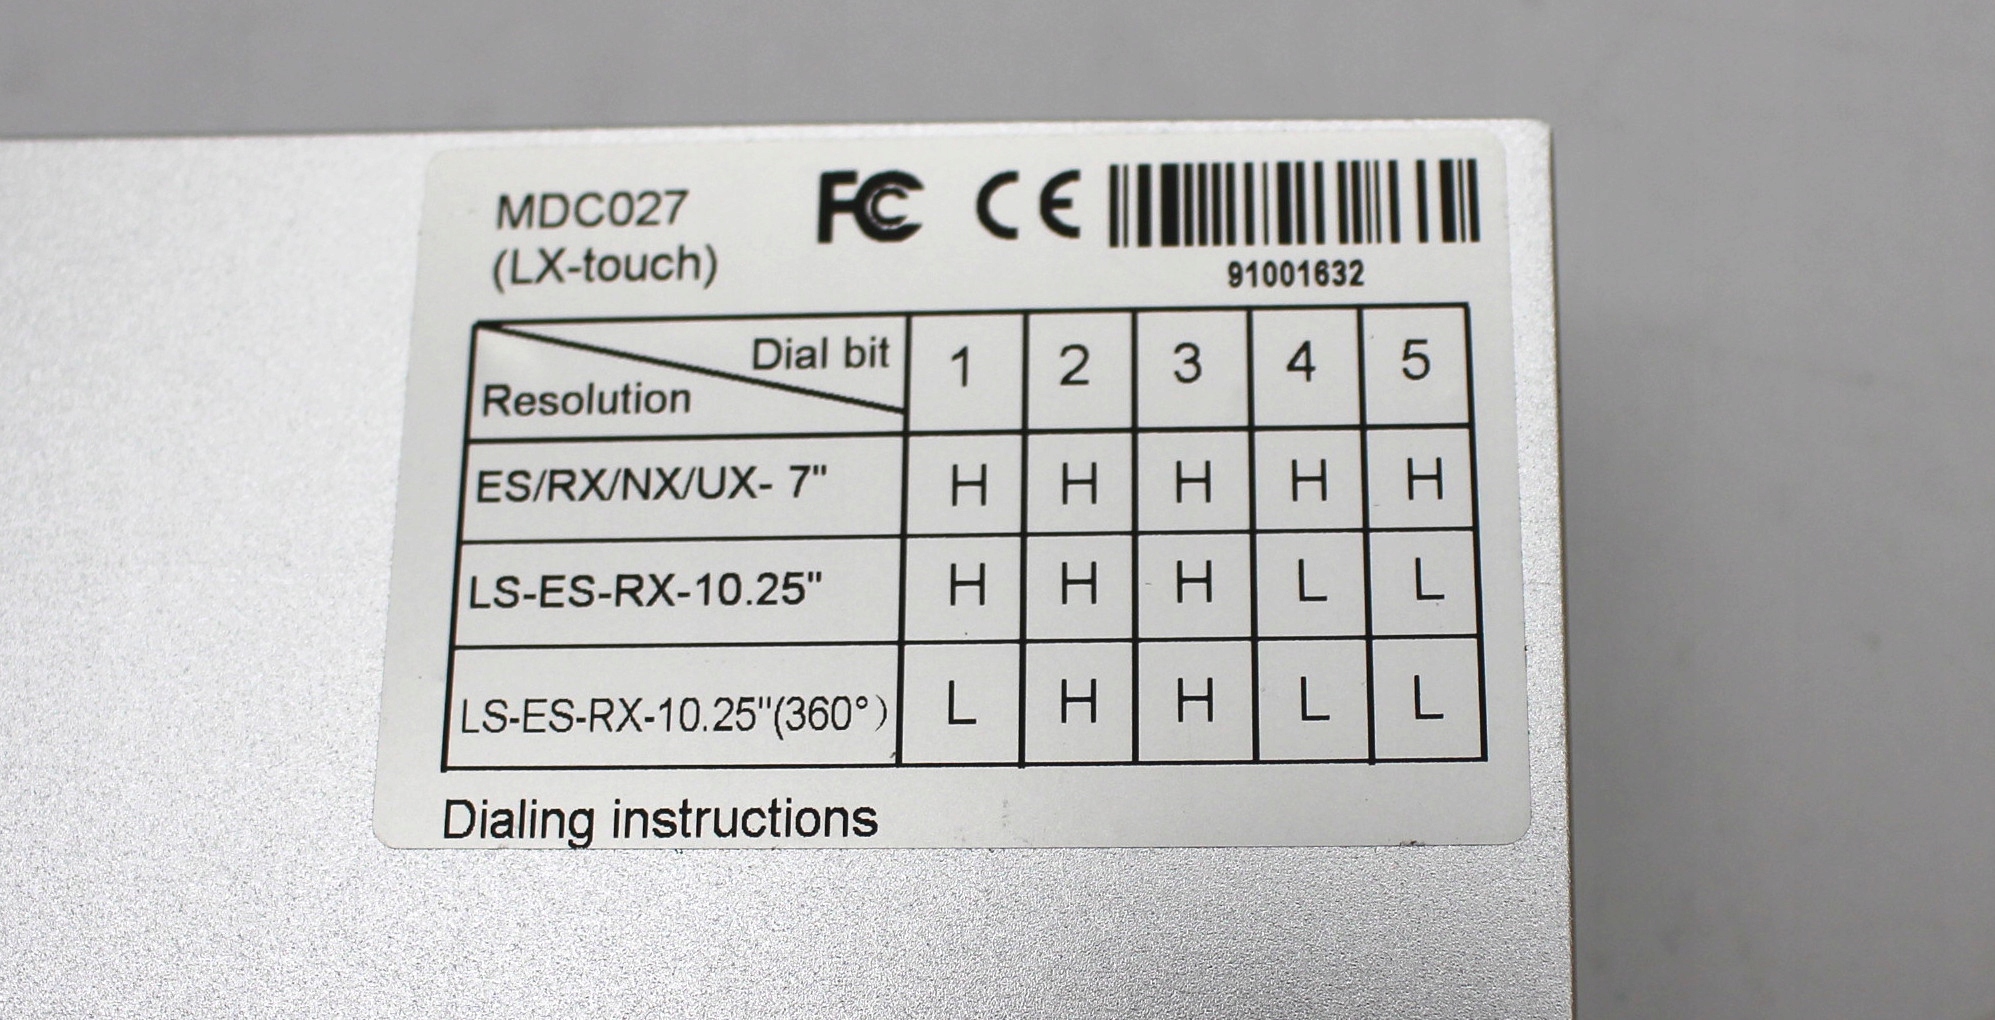 MDC027
(LX-touch)
FC CE
91001632
Dial bit 1 2 3 4 5
Resolution
ES/RX/NX/UX- 7" H H H H H
LS-ES-RX-10.25" H H H L L
LS-ES-RX-10.25"(360°) L H H L L
Dialing instructions